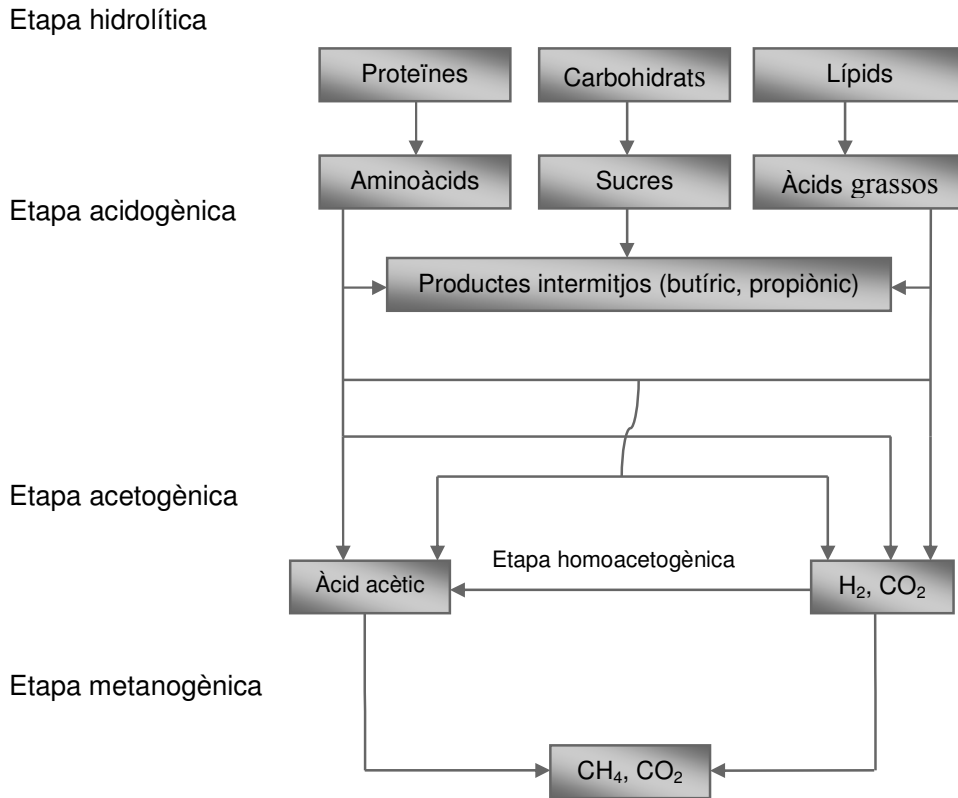 Etapa hidrolítica
Proteïnes
Carbohidrats
Lípids
Aminoàcids
Sucres
Àcids grassos
Etapa acidogènica
Productes intermitjos (butíric, propiònic)
Etapa acetogènica
Etapa homoacetogènica
Àcid acètic
H₂, CO₂
Etapa metanogènica
CH₄, CO₂